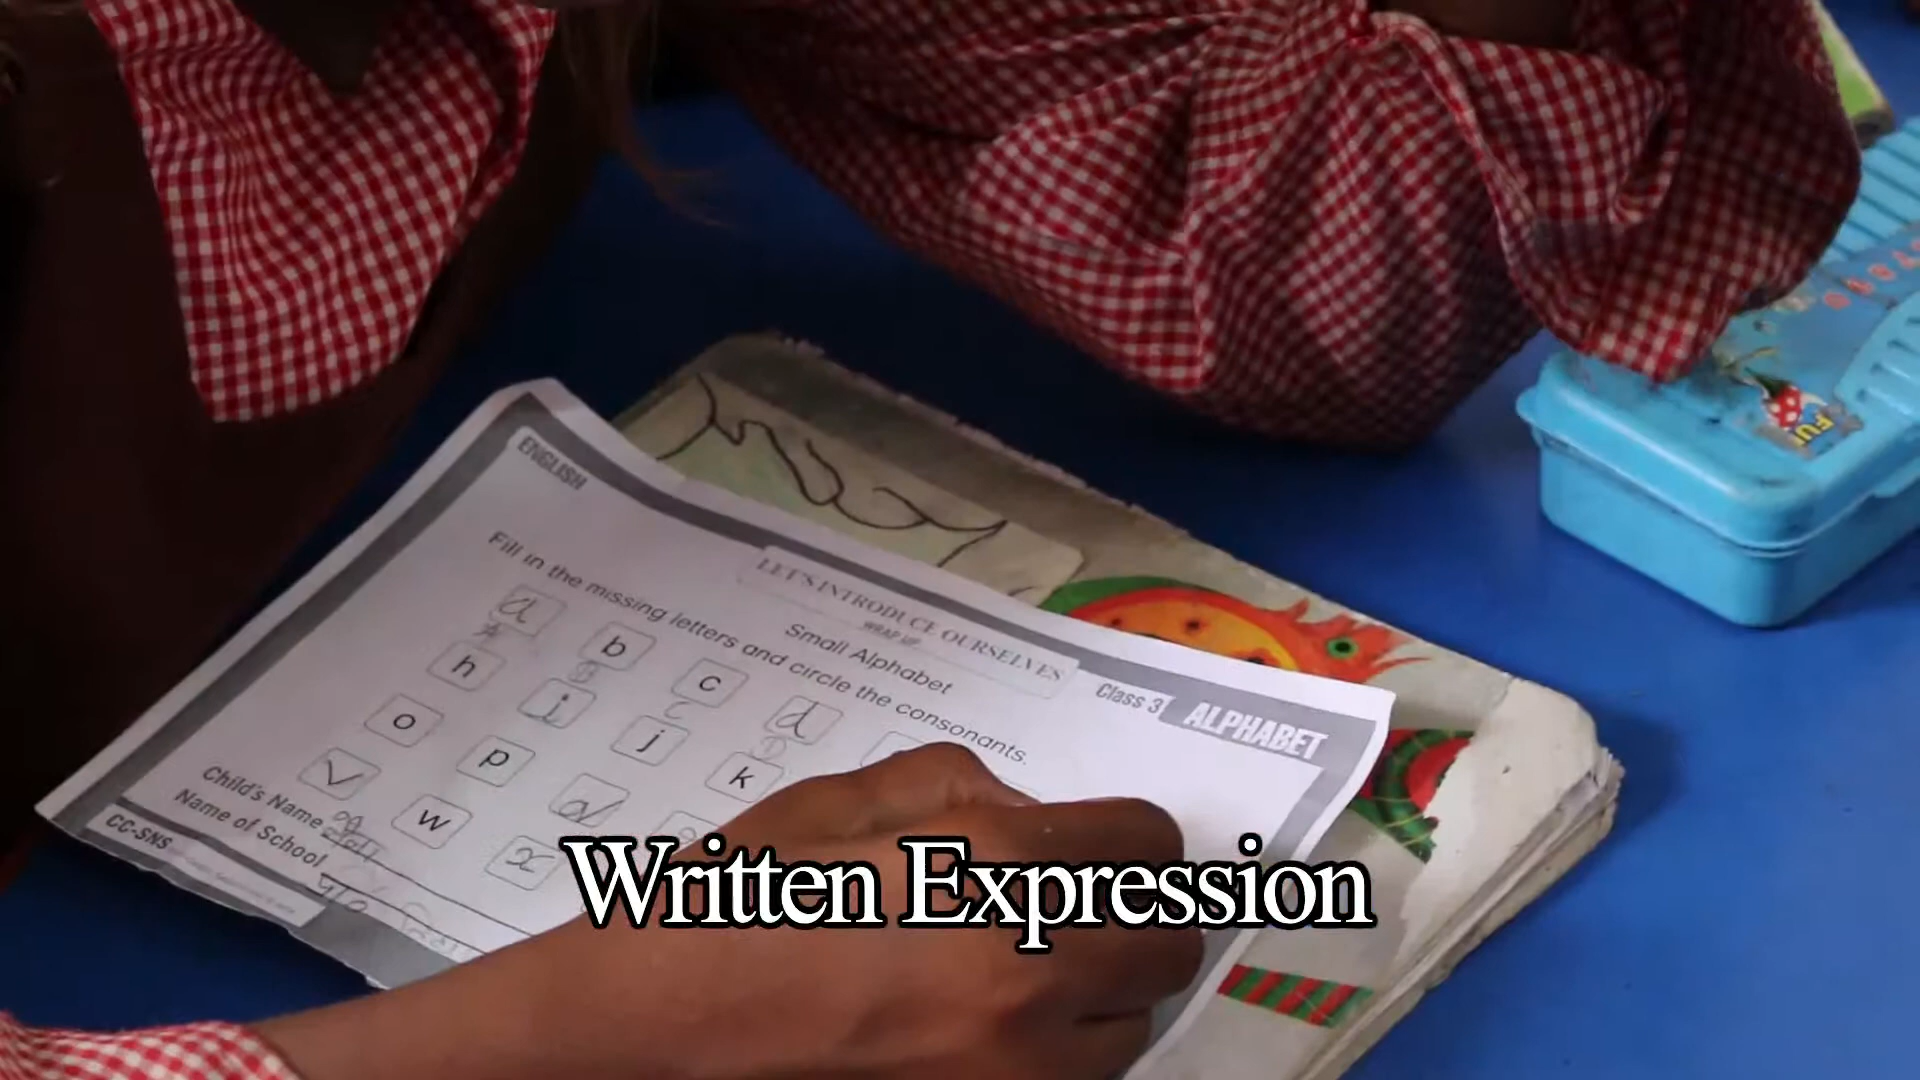 ENGLISH
LET'S INTRODUCE OURSELVES
WRAP UP
Class 3
ALPHABET
Small Alphabet
Fill in the missing letters and circle the consonants.
a b c d
h i j k
o p
v w x
Child's Name
Name of School
CC-SNS
FUN
Written Expression